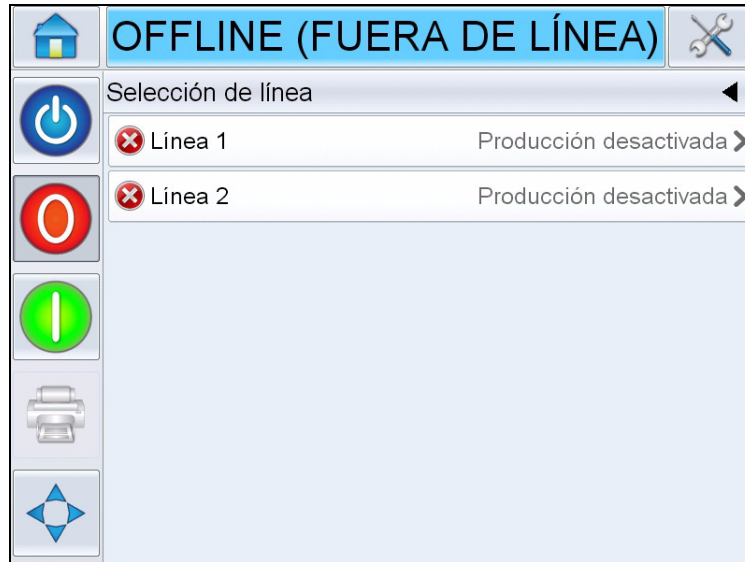 OFFLINE (FUERA DE LÍNEA)
Selección de línea
Línea 1 Producción desactivada
Línea 2 Producción desactivada